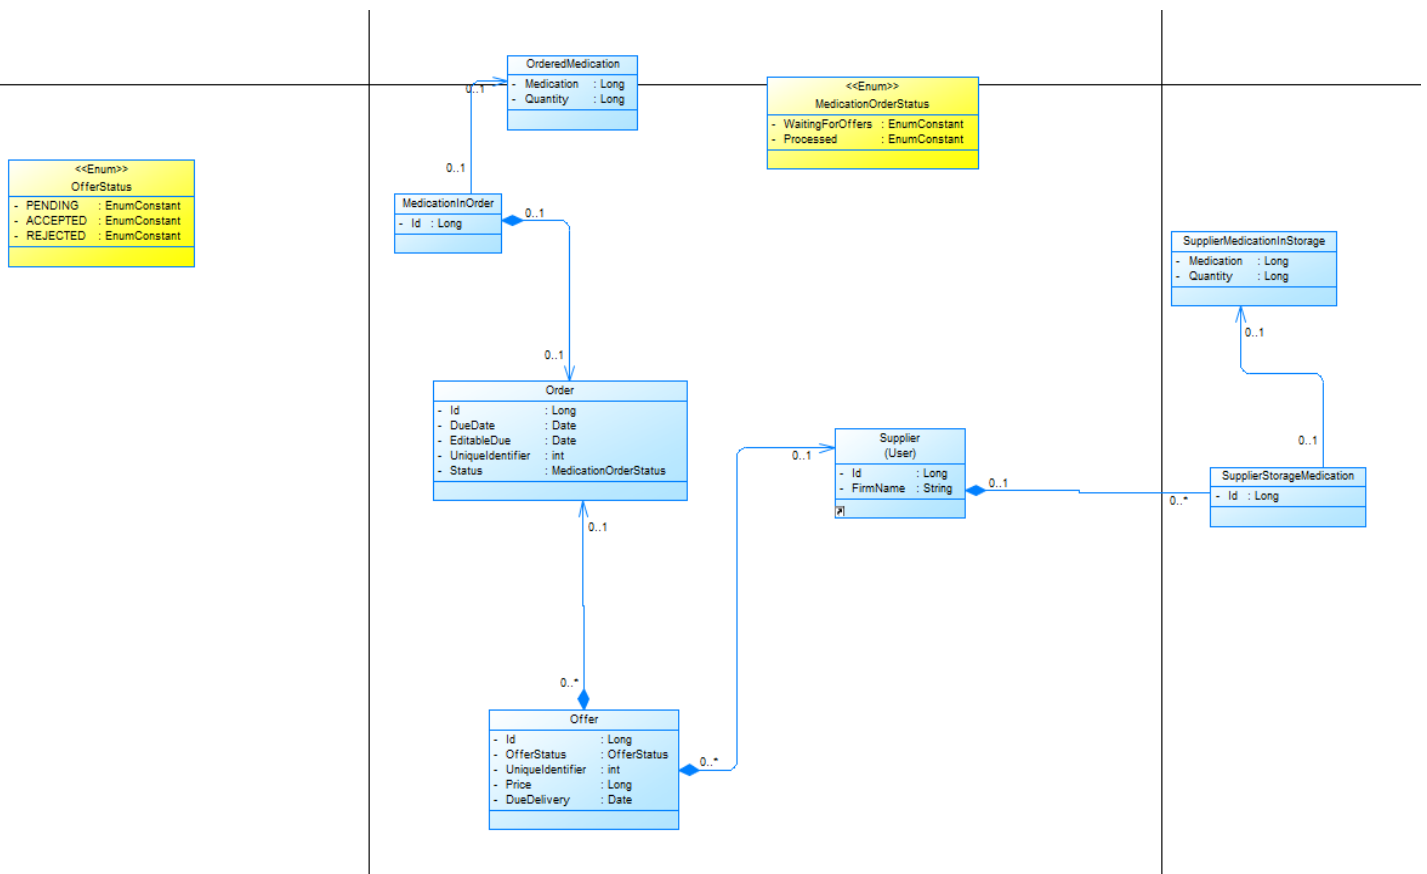 OrderedMedication
- Medication : Long
- Quantity : Long
0..1
0..1
<<Enum>>
MedicationOrderStatus
- WaitingForOffers : EnumConstant
- Processed : EnumConstant
<<Enum>>
OfferStatus
- PENDING : EnumConstant
- ACCEPTED : EnumConstant
- REJECTED : EnumConstant
MedicationInOrder
- Id : Long
0..1
0..1
SupplierMedicationInStorage
- Medication : Long
- Quantity : Long
0..1
0..1
Order
- Id : Long
- DueDate : Date
- EditableDue : Date
- UniqueIdentifier : int
- Status : MedicationOrderStatus
0..1
0..*
Supplier
(User)
- Id : Long
- FirmName : String
0..1
0..1
0..*
SupplierStorageMedication
- Id : Long
Offer
- Id : Long
- OfferStatus : OfferStatus
- UniqueIdentifier : int
- Price : Long
- DueDelivery : Date
0..*